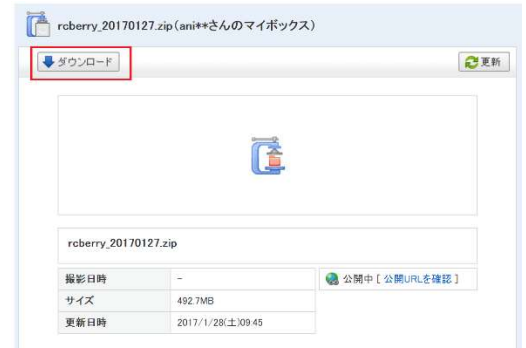 rcberry_20170127.zip(ani**さんのマイボックス)
ダウンロード
更新
rcberry_20170127.zip
撮影日時 -
公開中 [ 公開URLを確認 ]
サイズ 492.7MB
更新日時 2017/1/28(土)09:45